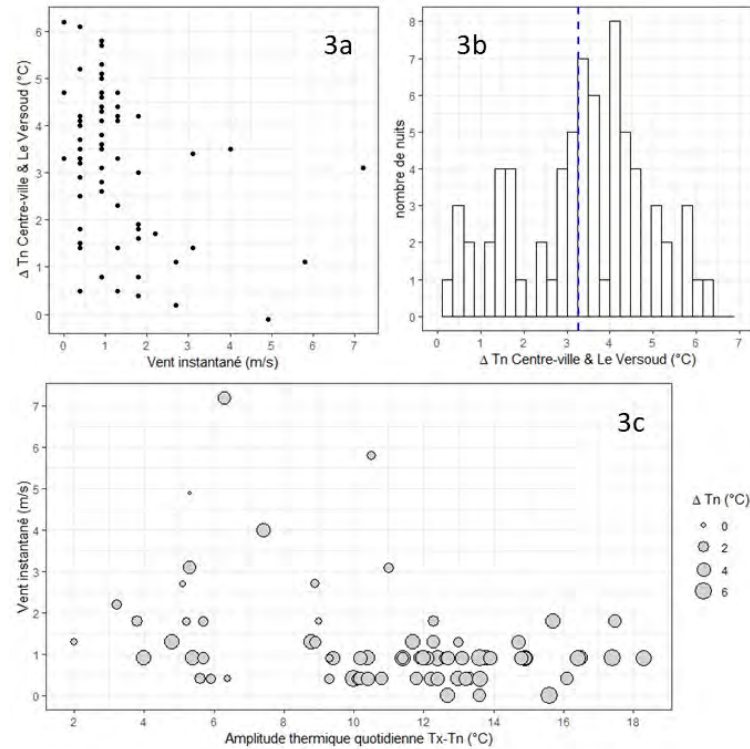 3a
6
5
4
3
2
1
0
Δ Tn Centre-ville & Le Versoud (°C)
0 1 2 3 4 5 6 7
Vent instantané (m/s)
3b
8
7
6
5
4
3
2
1
0
nombre de nuits
0 1 2 3 4 5 6 7
Δ Tn Centre-ville & Le Versoud (°C)
3c
7
6
5
4
3
2
1
0
Vent instantané (m/s)
2 4 6 8 10 12 14 16 18
Amplitude thermique quotidienne Tx-Tn (°C)
Δ Tn (°C)
0
2
4
6